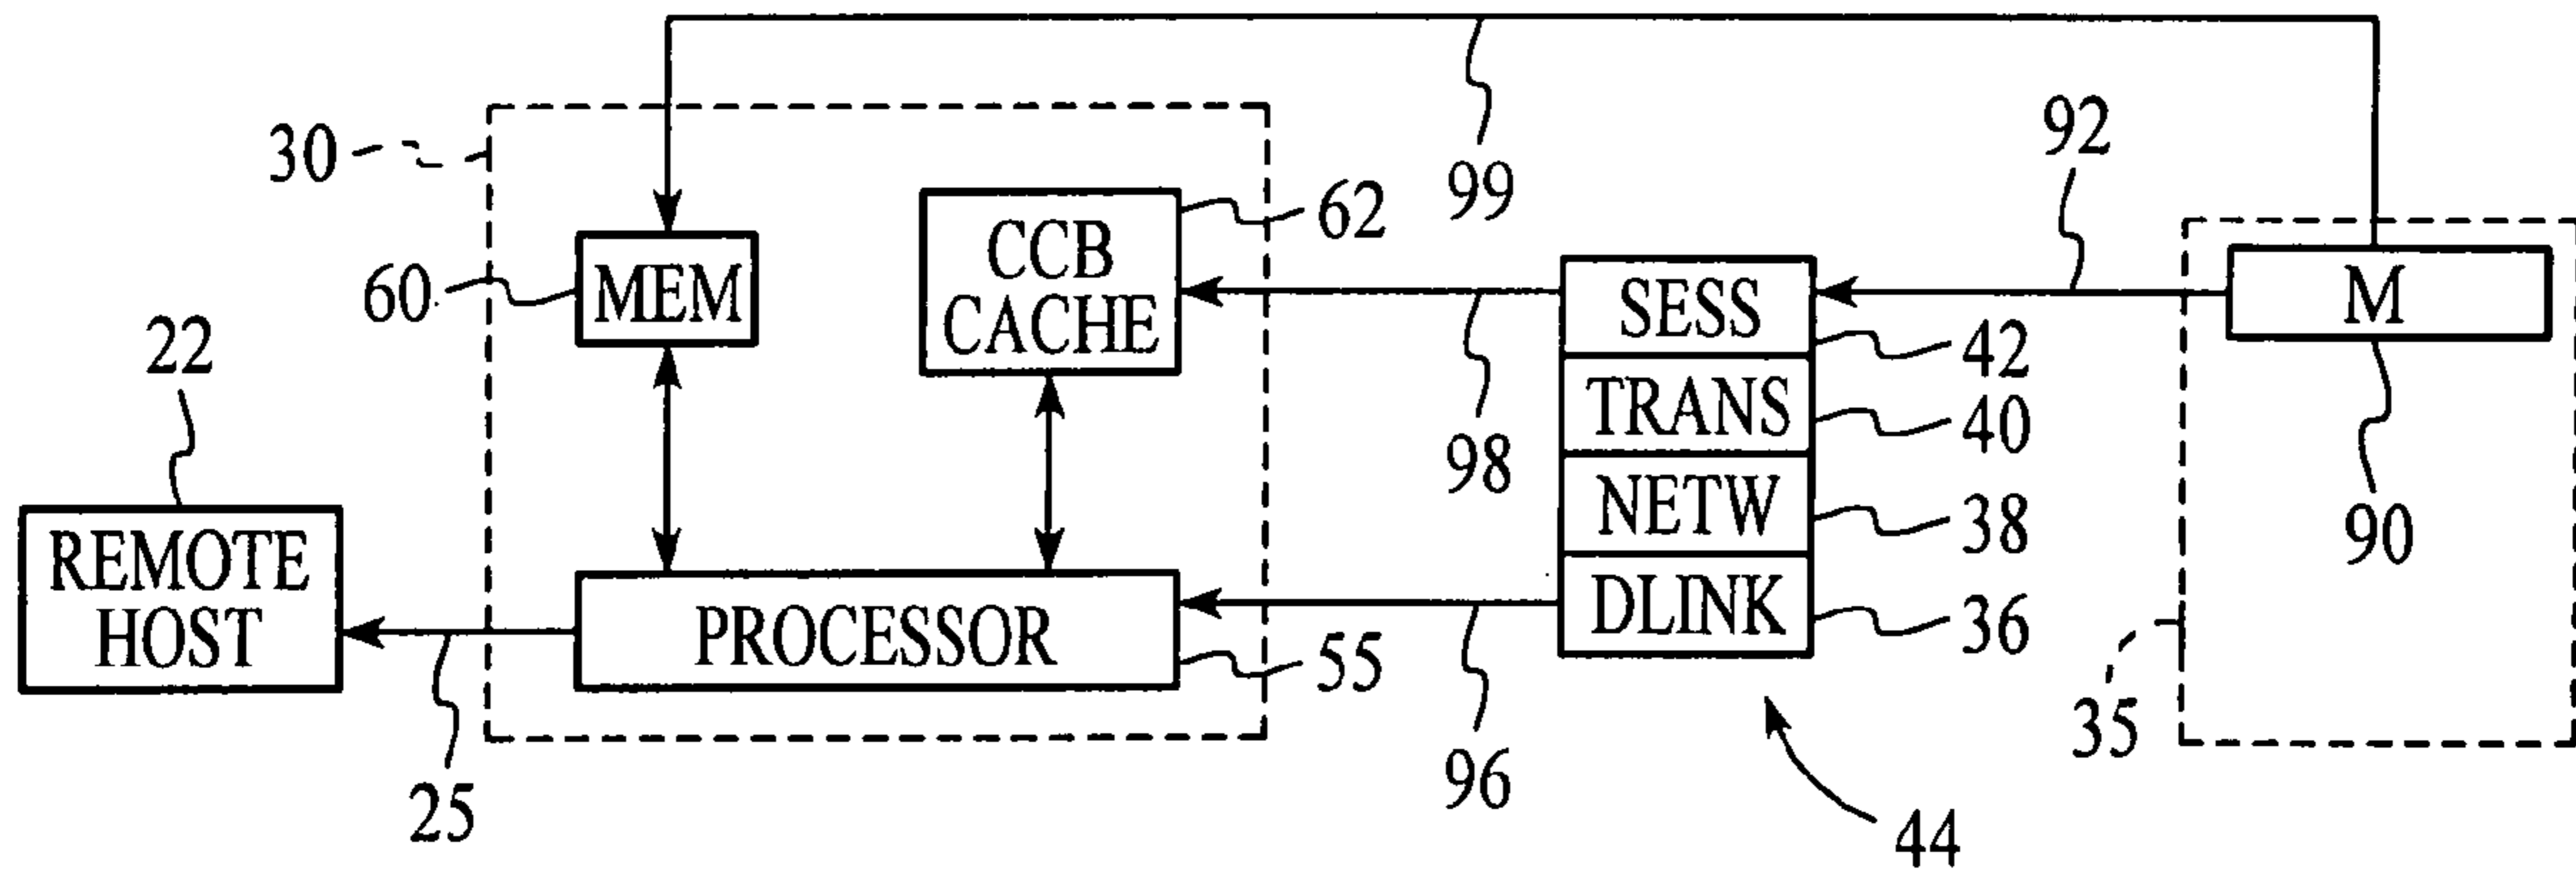 99
92
30
62
CCB
CACHE
60
MEM
SESS
42
M
22
TRANS
40
98
NETW
38
90
REMOTE
HOST
PROCESSOR
55
DLINK
36
25
96
35
44